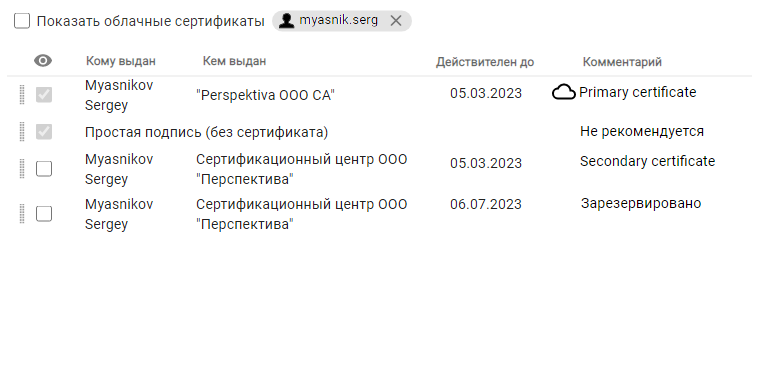 Показать облачные сертификаты myasnik.serg
Кому выдан Кем выдан Действителен до Комментарий
Myasnikov Sergey "Perspektiva ООО CA" 05.03.2023 Primary certificate
Простая подпись (без сертификата) Не рекомендуется
Myasnikov Sergey Сертификационный центр ООО "Перспектива" 05.03.2023 Secondary certificate
Myasnikov Sergey Сертификационный центр ООО "Перспектива" 06.07.2023 Зарезервировано